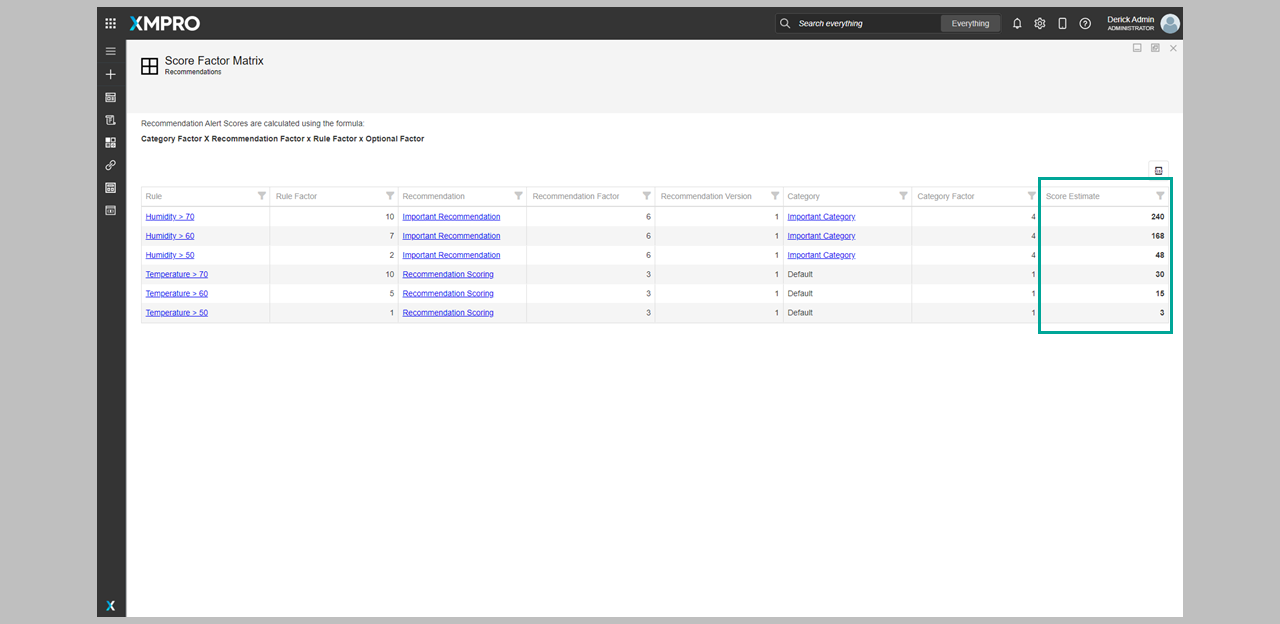 XMPRO
Search everything
Everything
Derick Admin
ADMINISTRATOR
Score Factor Matrix
Recommendations
Recommendation Alert Scores are calculated using the formula:
Category Factor X Recommendation Factor x Rule Factor x Optional Factor
Rule Rule Factor Recommendation Recommendation Factor Recommendation Version Category Category Factor Score Estimate
Humidity > 70 10 Important Recommendation 6 1 Important Category 4 240
Humidity > 60 7 Important Recommendation 6 1 Important Category 4 168
Humidity > 50 2 Important Recommendation 6 1 Important Category 4 48
Temperature > 70 10 Recommendation Scoring 3 1 Default 1 30
Temperature > 60 5 Recommendation Scoring 3 1 Default 1 15
Temperature > 50 1 Recommendation Scoring 3 1 Default 1 3